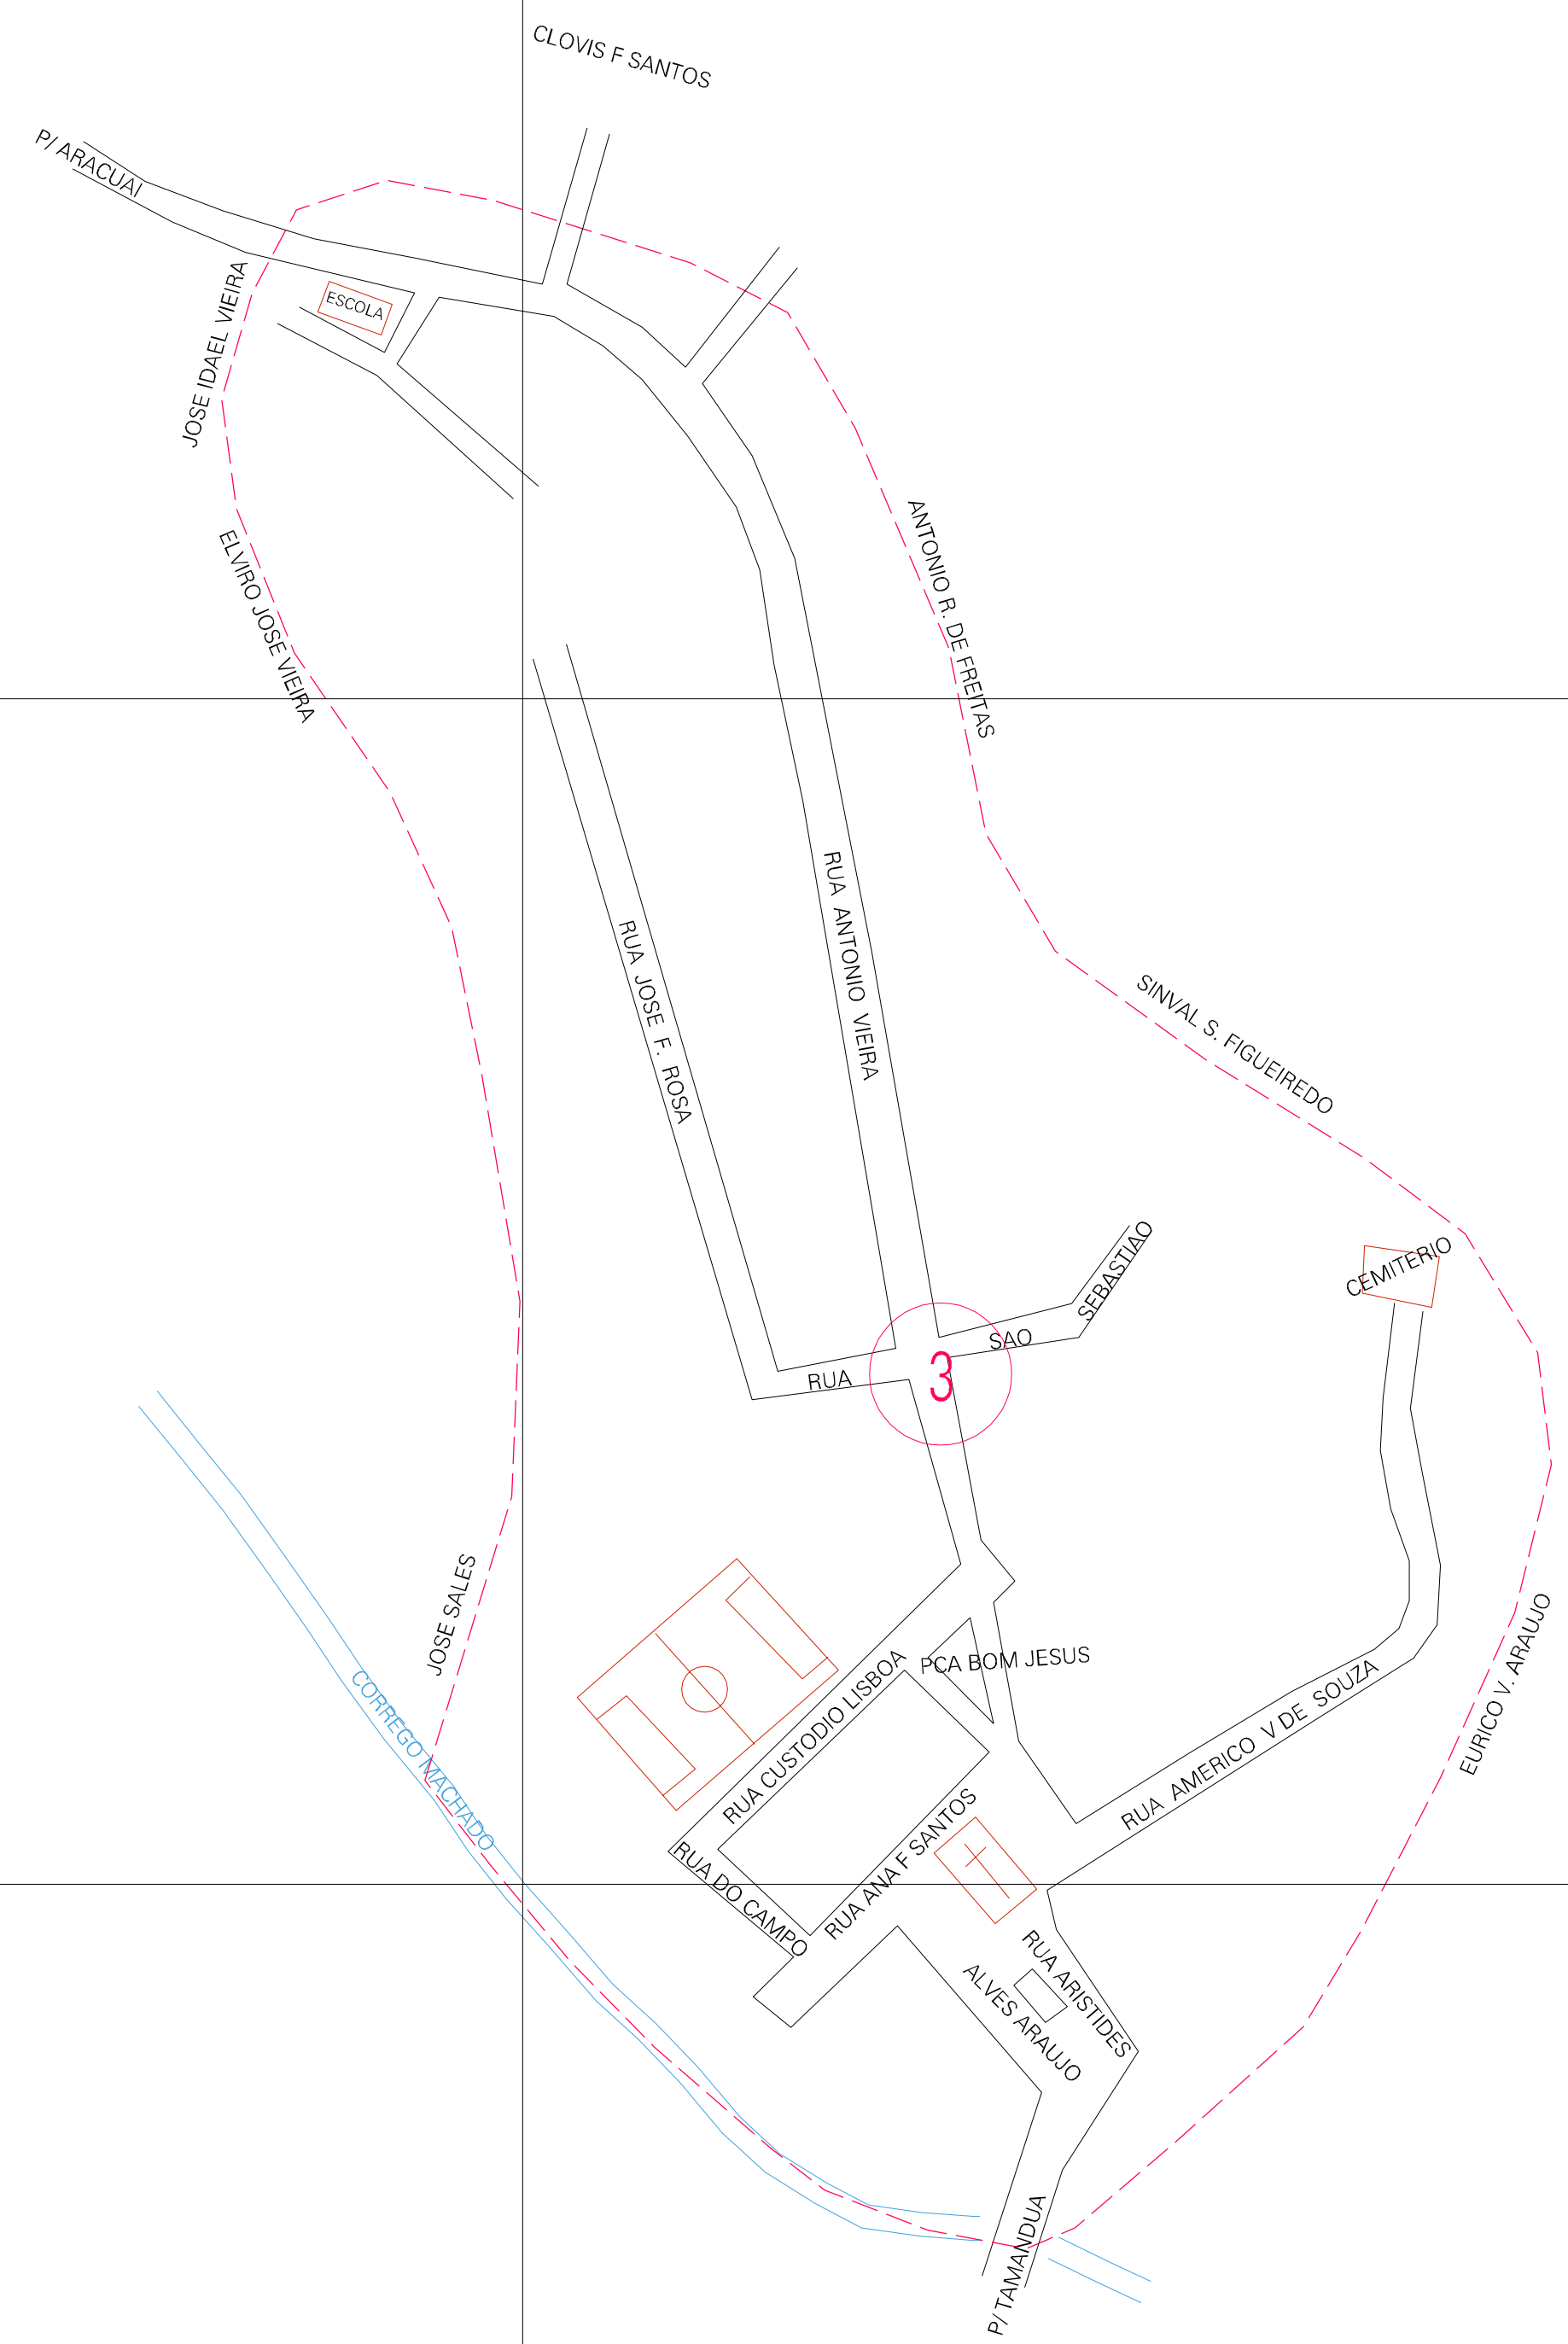 CLOVIS F SANTOS
P/ ARACUAI
JOSE IDAEL VIEIRA
ESCOLA
ELVIRO JOSE VIEIRA
ANTONIO R. DE FREITAS
RUA ANTONIO VIEIRA
RUA JOSE F. ROSA
SINVAL S. FIGUEIREDO
SEBASTIAO
CEMITERIO
SAO
3
RUA
JOSE SALES
PCA BOM JESUS
CORREGO MACHADO
RUA CUSTODIO LISBOA
RUA AMERICO V DE SOUZA
EURICO V. ARAUJO
RUA DO CAMPO
RUA ANA F SANTOS
RUA ARISTIDES
ALVES ARAUJO
P/ TAMANDUA